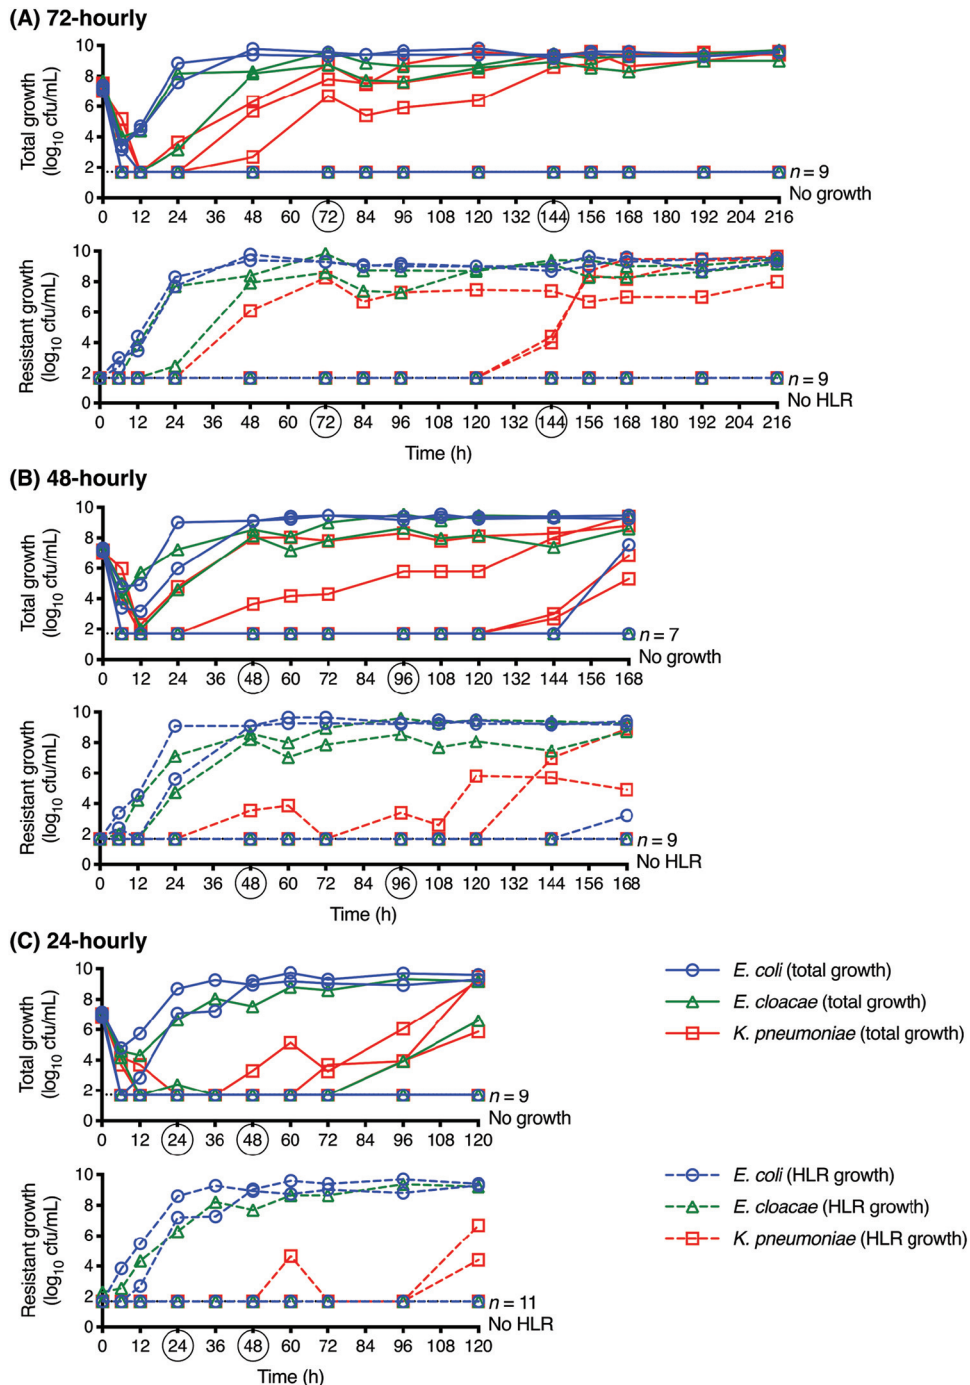 (A) 72-hourly
Total growth
(log10 cfu/mL)
10
8
6
4
2
0
n = 9
No growth
0 12 24 36 48 60 72 84 96 108 120 132 144 156 168 180 192 204 216
Resistant growth
(log10 cfu/mL)
10
8
6
4
2
0
n = 9
No HLR
0 12 24 36 48 60 72 84 96 108 120 132 144 156 168 180 192 204 216
Time (h)
(B) 48-hourly
Total growth
(log10 cfu/mL)
10
8
6
4
2
0
n = 7
No growth
0 12 24 36 48 60 72 84 96 108 120 132 144 156 168
Resistant growth
(log10 cfu/mL)
10
8
6
4
2
0
n = 9
No HLR
0 12 24 36 48 60 72 84 96 108 120 132 144 156 168
Time (h)
(C) 24-hourly
Total growth
(log10 cfu/mL)
10
8
6
4
2
0
n = 9
No growth
0 12 24 36 48 60 72 84 96 108 120
E. coli (total growth)
E. cloacae (total growth)
K. pneumoniae (total growth)
Resistant growth
(log10 cfu/mL)
10
8
6
4
2
0
n = 11
No HLR
0 12 24 36 48 60 72 84 96 108 120
Time (h)
E. coli (HLR growth)
E. cloacae (HLR growth)
K. pneumoniae (HLR growth)